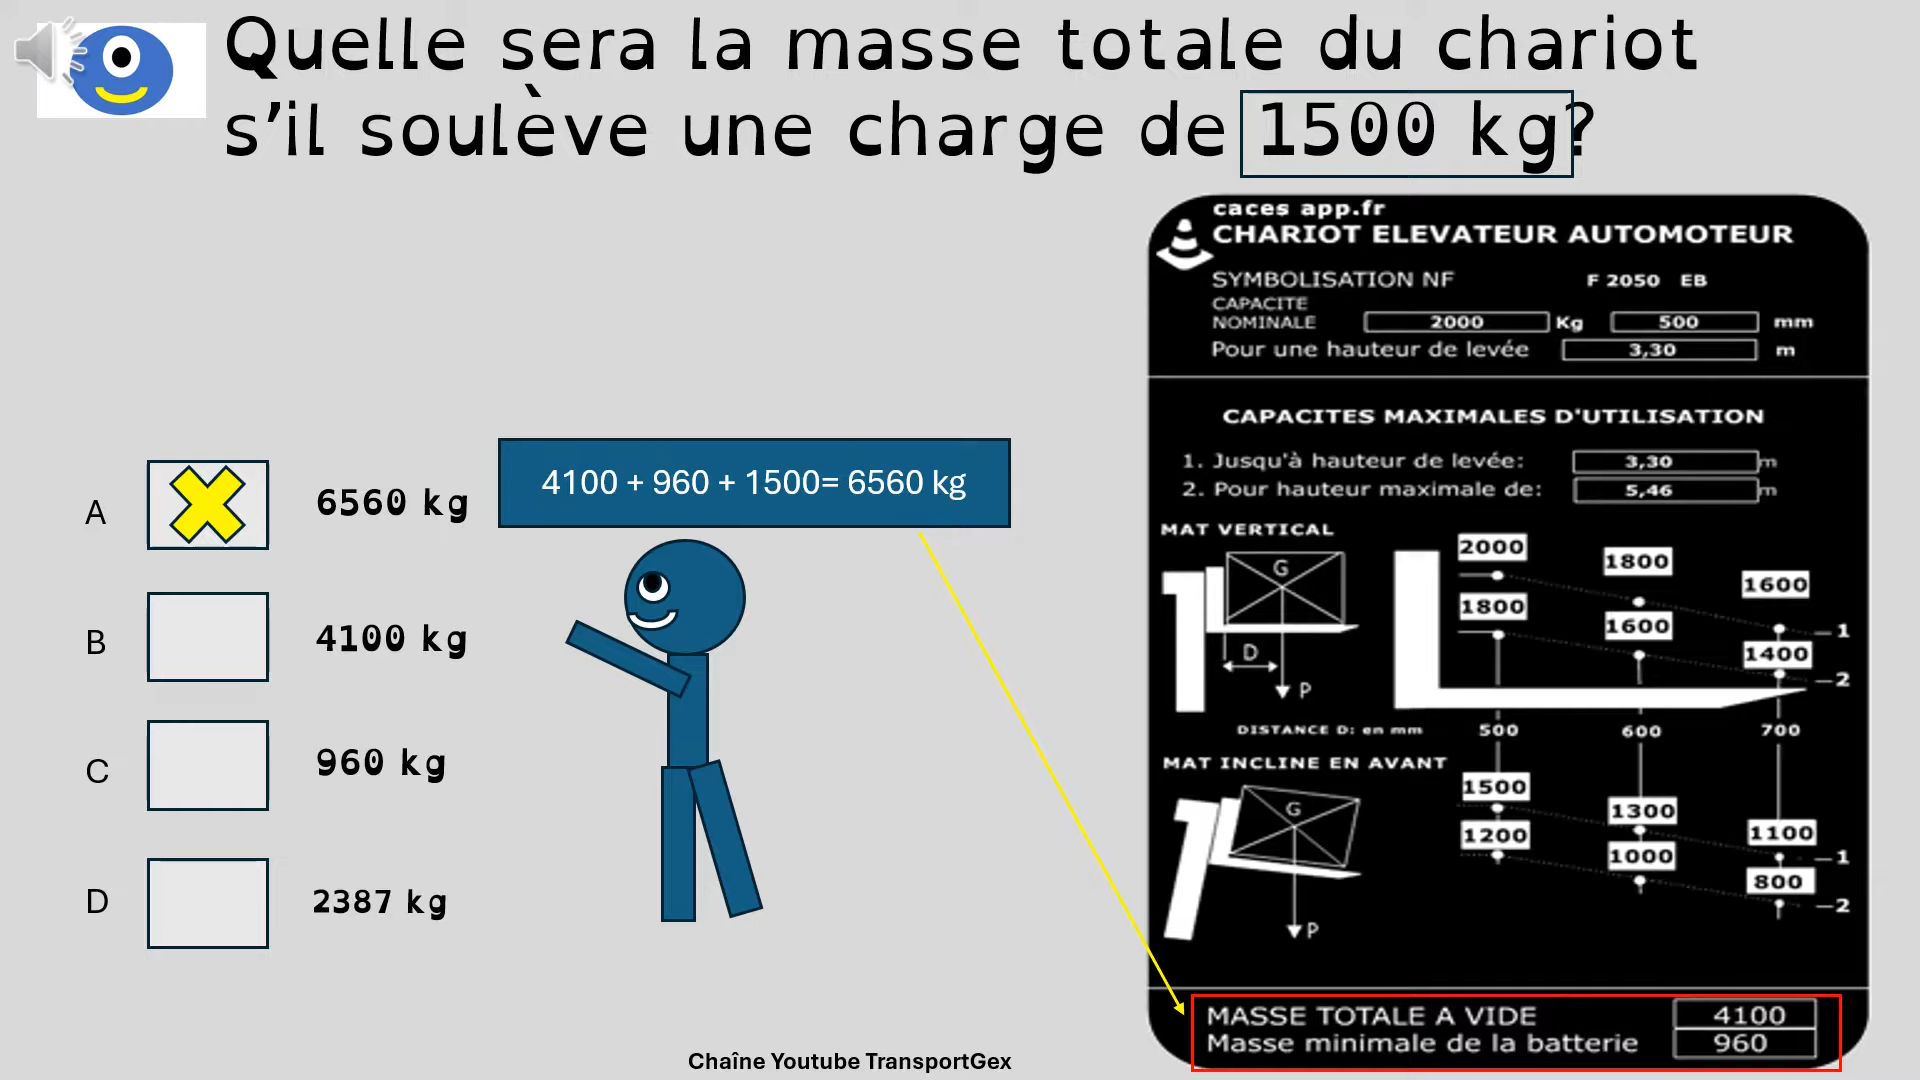 Quelle sera la masse totale du chariot
s'il soulève une charge de 1500 kg?
A
6560 kg
B
4100 kg
C
960 kg
D
2387 kg
4100 + 960 + 1500= 6560 kg
caces app.fr
CHARIOT ELEVATEUR AUTOMOTEUR
SYMBOLISATION NF F 2050 EB
CAPACITE
NOMINALE 2000 Kg 500 mm
Pour une hauteur de levée 3,30 m
CAPACITES MAXIMALES D'UTILISATION
1. Jusqu'à hauteur de levée: 3,30 m
2. Pour hauteur maximale de: 5,46 m
MAT VERTICAL
G
D
P
2000 1800 1600
1800 1600 1400
1
2
DISTANCE D: en mm 500 600 700
MAT INCLINE EN AVANT
G
P
1500 1300 1100
1200 1000 800
1
2
MASSE TOTALE A VIDE 4100
Masse minimale de la batterie 960
Chaîne Youtube TransportGex